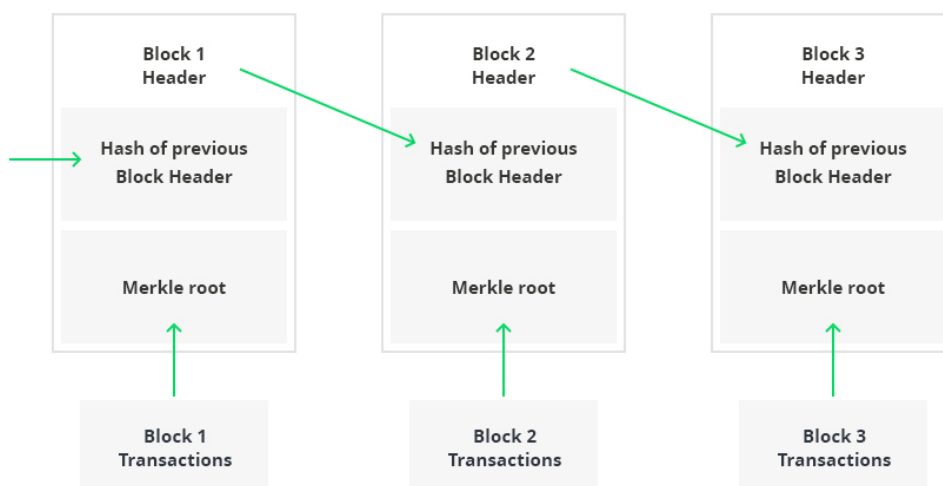 Block 1
Header
Hash of previous
Block Header
Merkle root
Block 1
Transactions
Block 2
Header
Hash of previous
Block Header
Merkle root
Block 2
Transactions
Block 3
Header
Hash of previous
Block Header
Merkle root
Block 3
Transactions